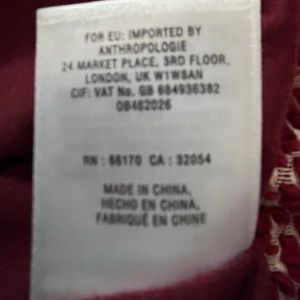 FOR EU: IMPORTED BY
ANTHROPOLOGIE
24 MARKET PLACE, 3RD FLOOR,
LONDON, UK W1W8AN
CIF: VAT No. GB 684936382
08462026
RN : 66170 CA : 32054
MADE IN CHINA,
HECHO EN CHINA,
FABRIQUÉ EN CHINE